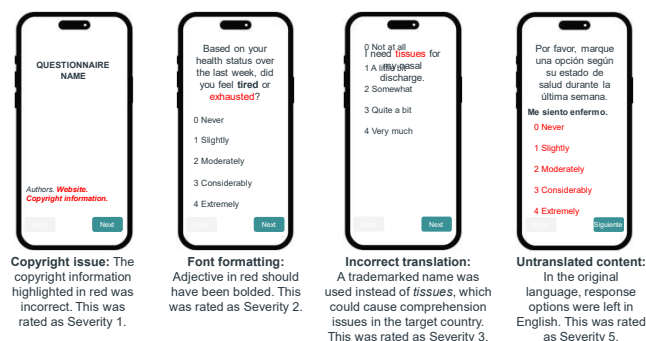 QUESTIONNAIRE
NAME
Authors. Website.
Copyright information.
Next
Copyright issue: The
copyright information
highlighted in red was
incorrect. This was
rated as Severity 1.
Based on your
health status over
the last week, did
you feel tired or
exhausted?
0 Never
1 Slightly
2 Moderately
3 Considerably
4 Extremely
Next
Font formatting:
Adjective in red should
have been bolded. This
was rated as Severity 2.
0 Not at all
I need tissues for
1 A little bit
my nasal
discharge.
2 Somewhat
3 Quite a bit
4 Very much
Next
Incorrect translation:
A trademarked name was
used instead of tissues, which
could cause comprehension
issues in the target country.
This was rated as Severity 3.
Por favor, marque
una opción según
su estado de
salud durante la
última semana.
Me siento enfermo.
0 Never
1 Slightly
2 Moderately
3 Considerably
4 Extremely
Siguiente
Untranslated content:
In the original
language, response
options were left in
English. This was rated
as Severity 5.